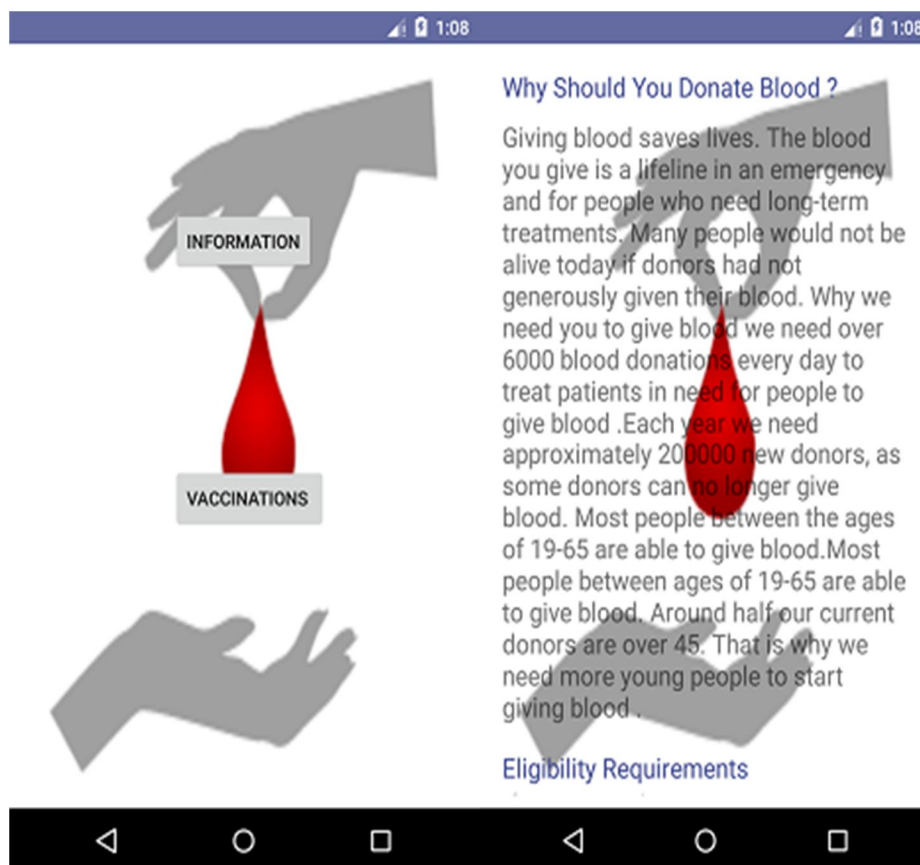 1:08
INFORMATION
VACCINATIONS
1:08
Why Should You Donate Blood ?
Giving blood saves lives. The blood
you give is a lifeline in an emergency
and for people who need long-term
treatments. Many people would not be
alive today if donors had not
generously given their blood. Why we
need you to give blood we need over
6000 blood donations every day to
treat patients in need for people to
give blood .Each year we need
approximately 200000 new donors, as
some donors can no longer give
blood. Most people between the ages
of 19-65 are able to give blood.Most
people between ages of 19-65 are able
to give blood. Around half our current
donors are over 45. That is why we
need more young people to start
giving blood .
Eligibility Requirements